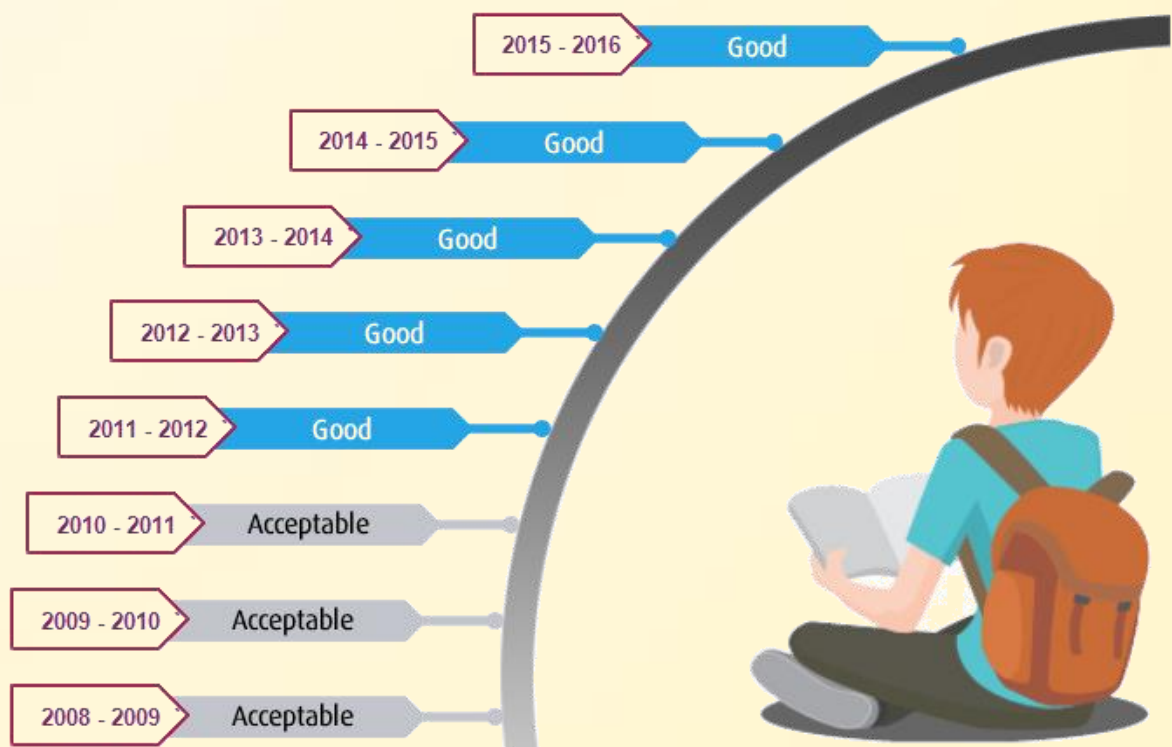 2015 - 2016 Good
2014 - 2015 Good
2013 - 2014 Good
2012 - 2013 Good
2011 - 2012 Good
2010 - 2011 Acceptable
2009 - 2010 Acceptable
2008 - 2009 Acceptable